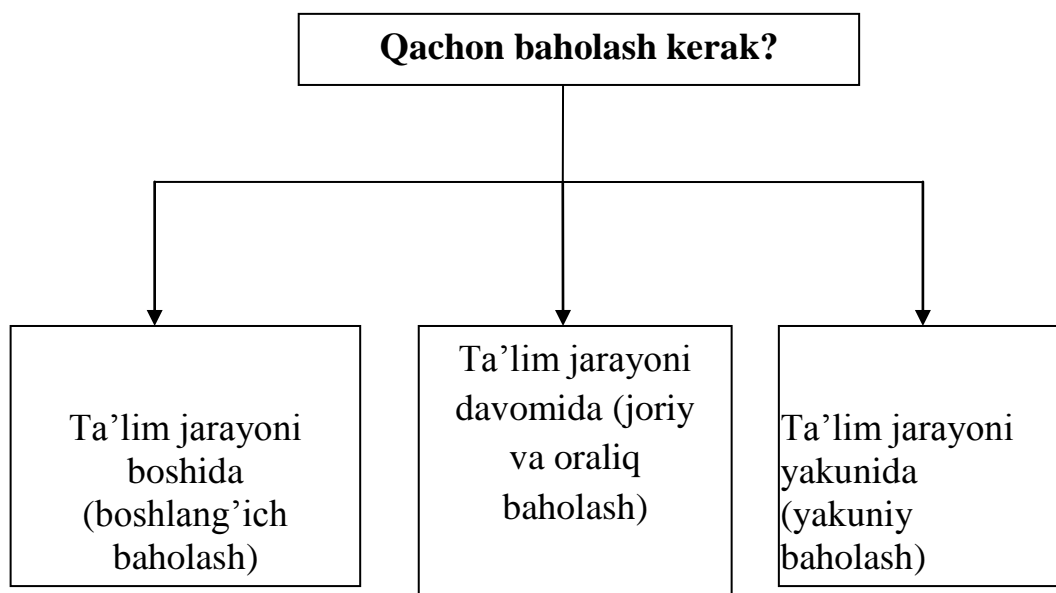 Qachon baholash kerak?
Ta’lim jarayoni
boshida
(boshlang’ich
baholash)
Ta’lim jarayoni
davomida (joriy
va oraliq
baholash)
Ta’lim jarayoni
yakunida
(yakuniy
baholash)